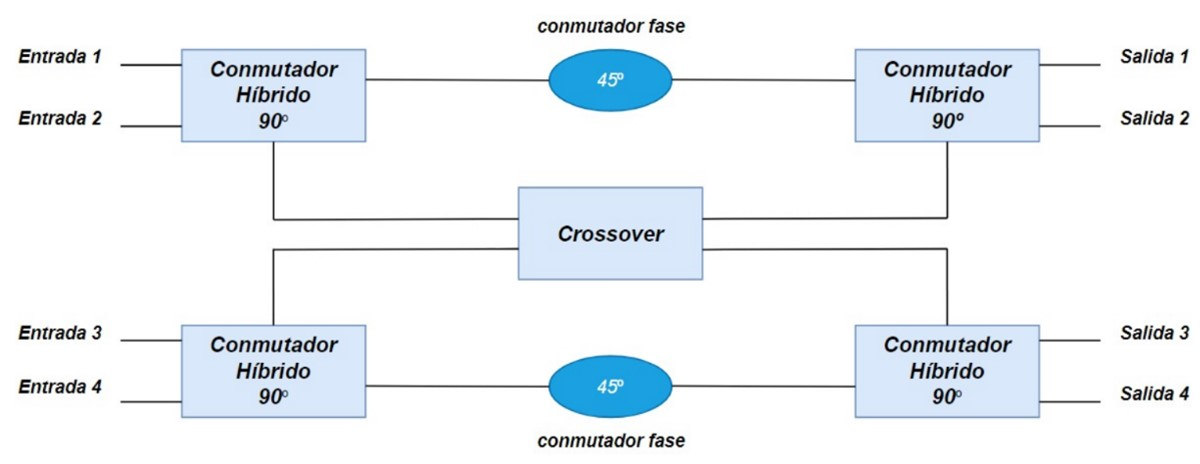 conmutador fase
Entrada 1
Conmutador
Híbrido
90º
Entrada 2
45º
Conmutador
Híbrido
90º
Salida 1
Salida 2
Crossover
Entrada 3
Conmutador
Híbrido
90º
Entrada 4
45º
Conmutador
Híbrido
90º
Salida 3
Salida 4
conmutador fase